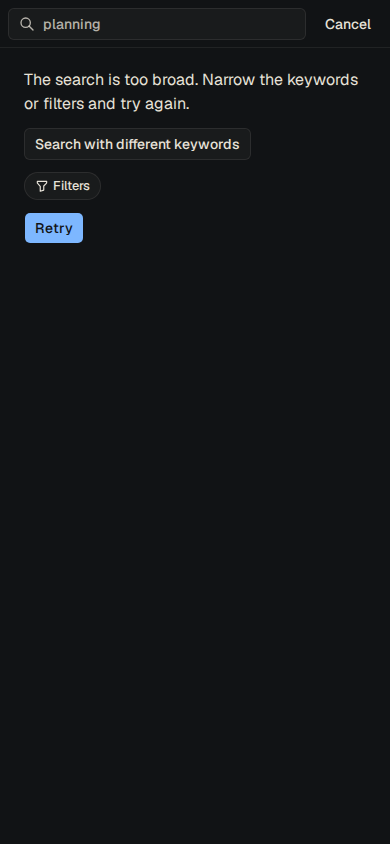 planning
Cancel
The search is too broad. Narrow the keywords
or filters and try again.
Search with different keywords
Filters
Retry